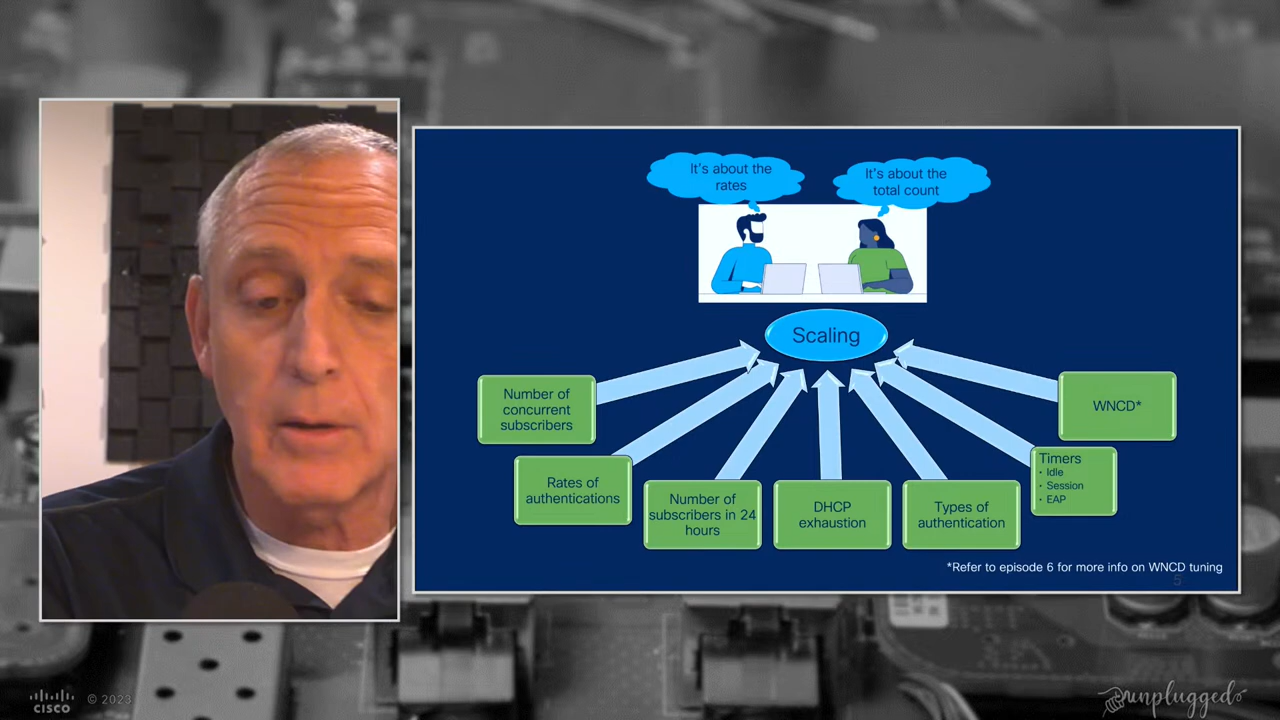 It's about the
rates
It's about the
total count
Scaling
Number of
concurrent
subscribers
Rates of
authentications
Number of
subscribers in 24
hours
DHCP
exhaustion
Types of
authentication
Timers
• Idle
• Session
• EAP
WNCD*
*Refer to episode 6 for more info on WNCD tuning
5
CISCO © 2023
unplugged